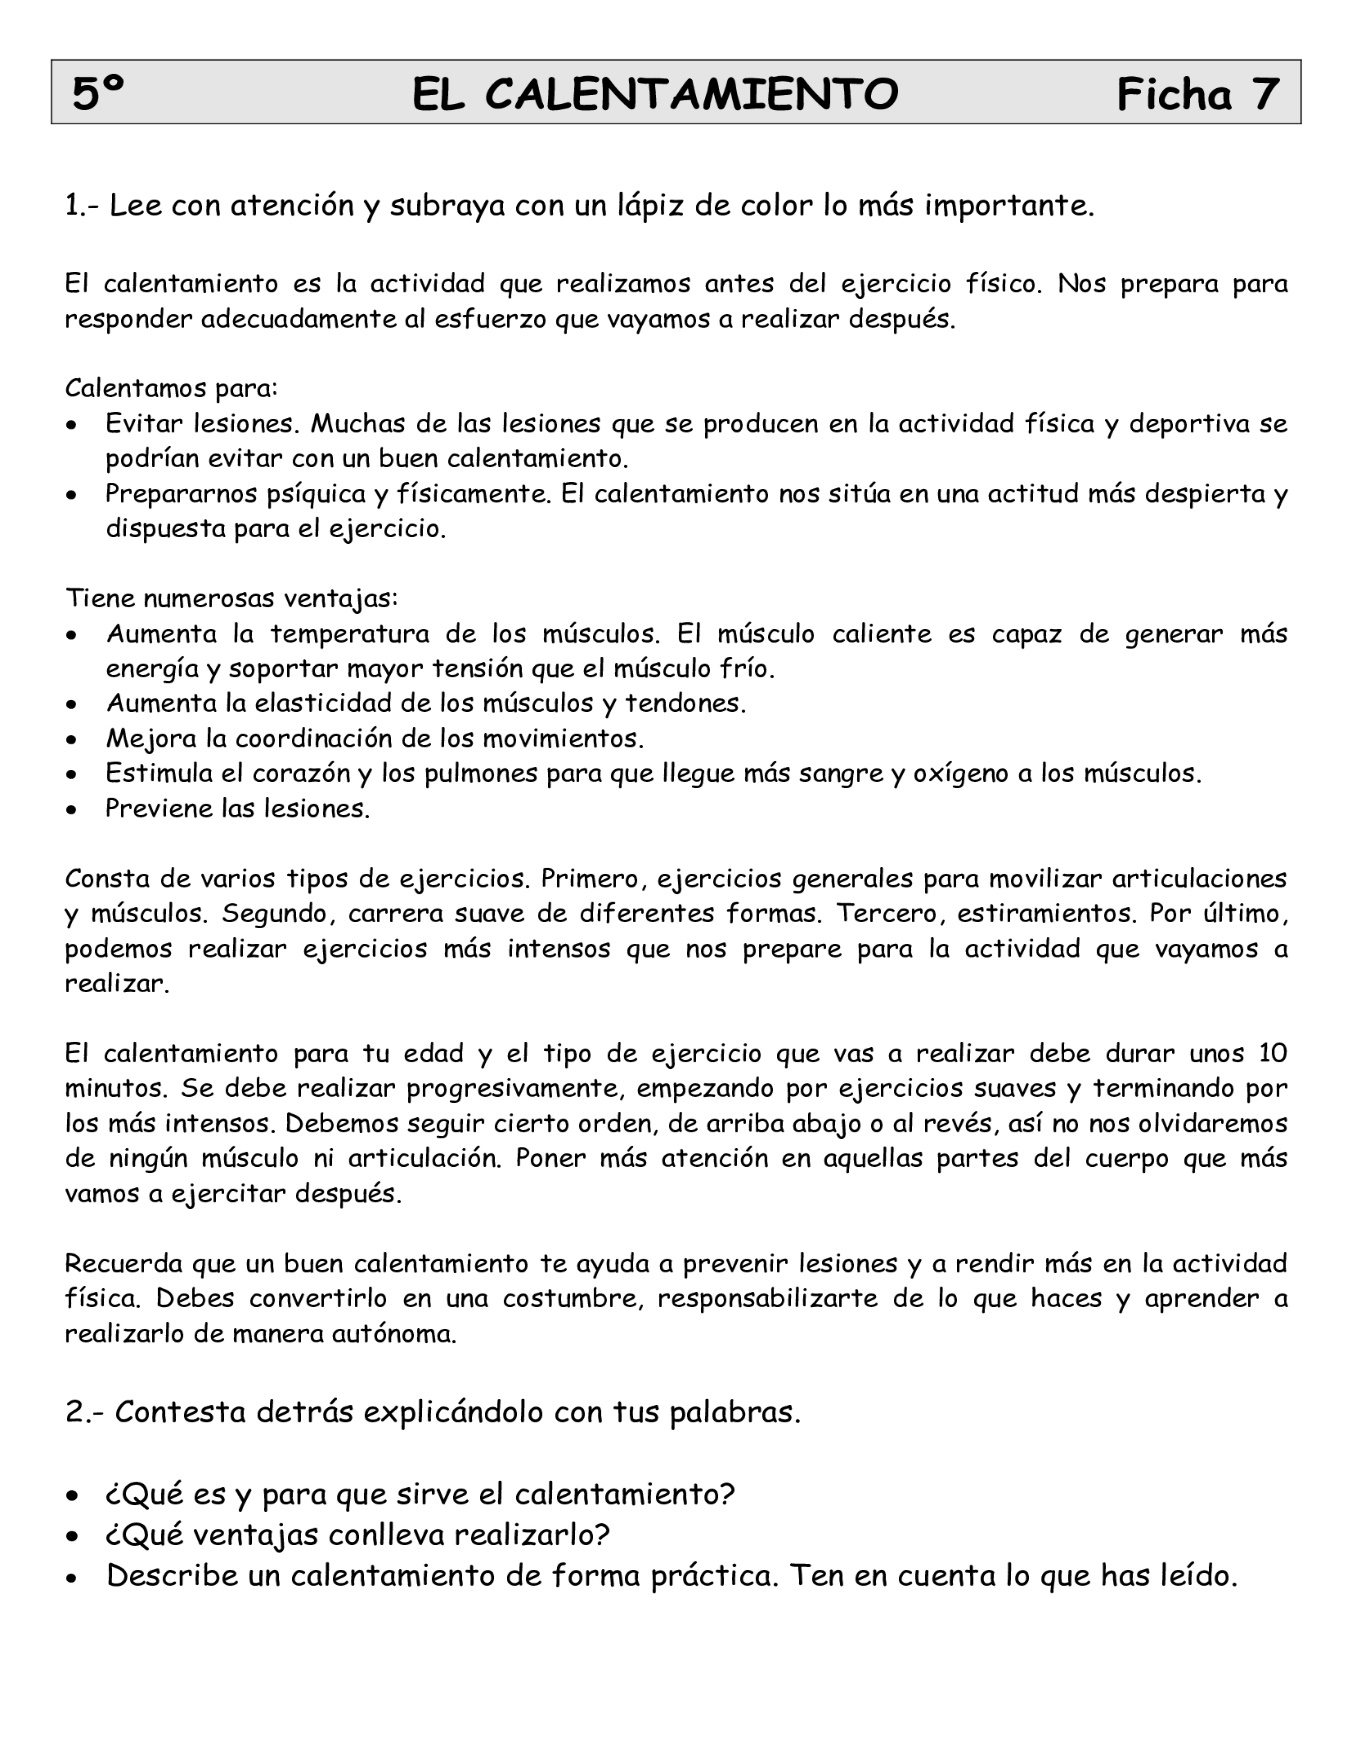 5º EL CALENTAMIENTO Ficha 7
1.- Lee con atención y subraya con un lápiz de color lo más importante.
El calentamiento es la actividad que realizamos antes del ejercicio físico. Nos prepara para
responder adecuadamente al esfuerzo que vayamos a realizar después.
Calentamos para:
• Evitar lesiones. Muchas de las lesiones que se producen en la actividad física y deportiva se
podrían evitar con un buen calentamiento.
• Prepararnos psíquica y físicamente. El calentamiento nos sitúa en una actitud más despierta y
dispuesta para el ejercicio.
Tiene numerosas ventajas:
• Aumenta la temperatura de los músculos. El músculo caliente es capaz de generar más
energía y soportar mayor tensión que el músculo frío.
• Aumenta la elasticidad de los músculos y tendones.
• Mejora la coordinación de los movimientos.
• Estimula el corazón y los pulmones para que llegue más sangre y oxígeno a los músculos.
• Previene las lesiones.
Consta de varios tipos de ejercicios. Primero, ejercicios generales para movilizar articulaciones
y músculos. Segundo, carrera suave de diferentes formas. Tercero, estiramientos. Por último,
podemos realizar ejercicios más intensos que nos prepare para la actividad que vayamos a
realizar.
El calentamiento para tu edad y el tipo de ejercicio que vas a realizar debe durar unos 10
minutos. Se debe realizar progresivamente, empezando por ejercicios suaves y terminando por
los más intensos. Debemos seguir cierto orden, de arriba abajo o al revés, así no nos olvidaremos
de ningún músculo ni articulación. Poner más atención en aquellas partes del cuerpo que más
vamos a ejercitar después.
Recuerda que un buen calentamiento te ayuda a prevenir lesiones y a rendir más en la actividad
física. Debes convertirlo en una costumbre, responsabilizarte de lo que haces y aprender a
realizarlo de manera autónoma.
2.- Contesta detrás explicándolo con tus palabras.
• ¿Qué es y para que sirve el calentamiento?
• ¿Qué ventajas conlleva realizarlo?
• Describe un calentamiento de forma práctica. Ten en cuenta lo que has leído.